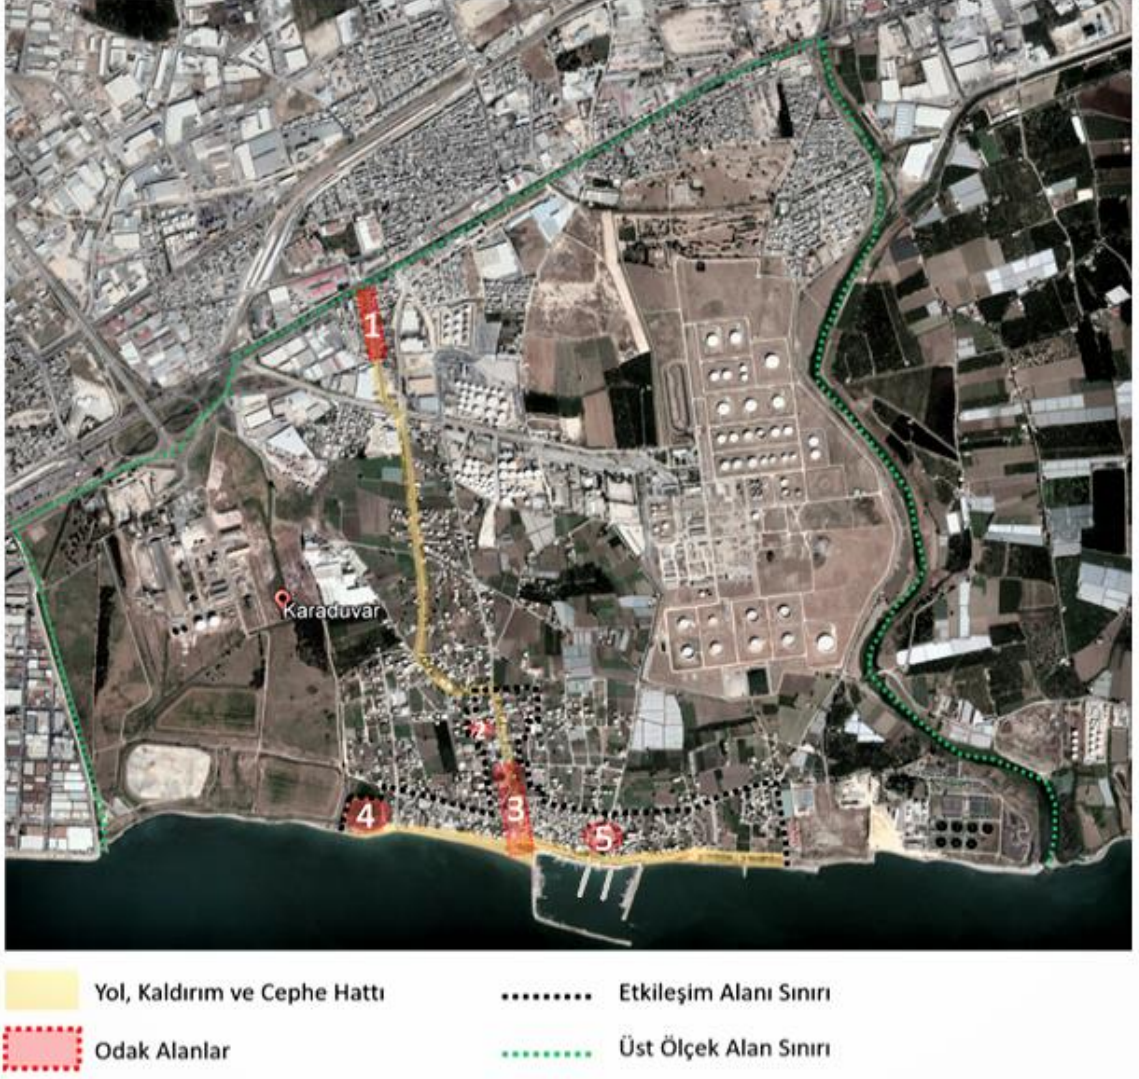 1
Karaduvar
2
3
4
5
Yol, Kaldırım ve Cephe Hattı
Etkileşim Alanı Sınırı
Odak Alanlar
Üst Ölçek Alan Sınırı